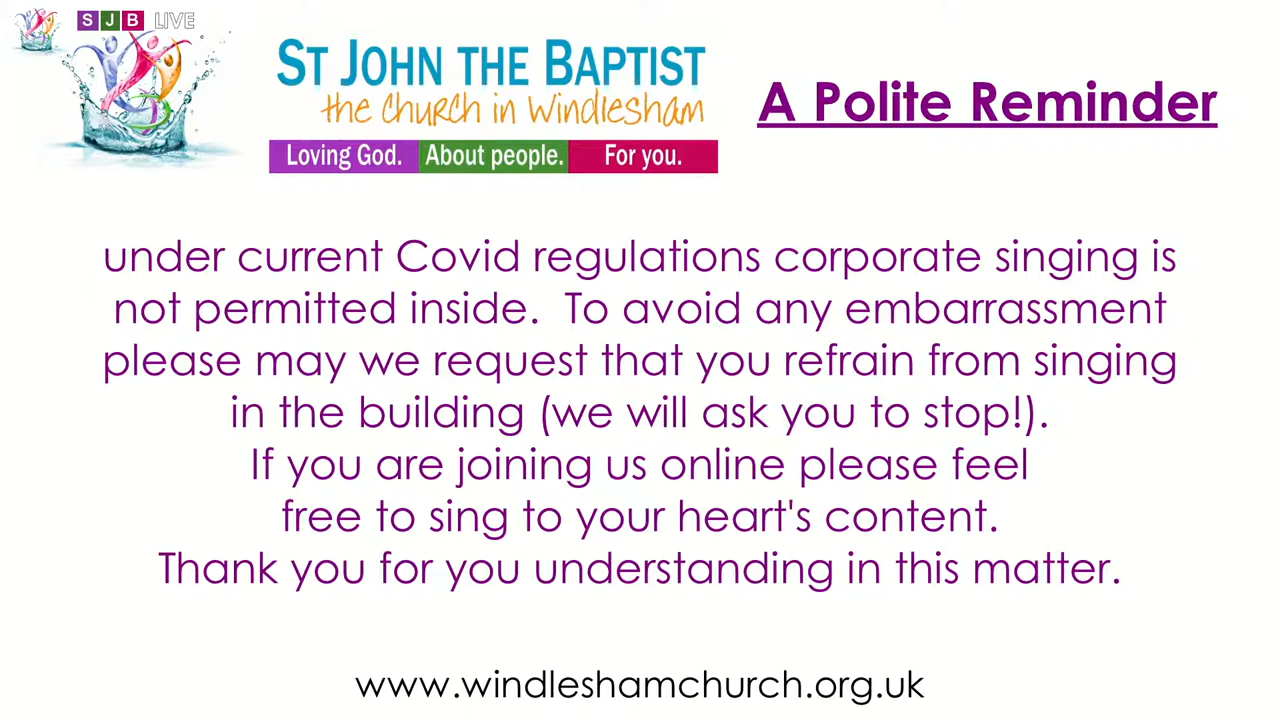 SJB LIVE
ST JOHN THE BAPTIST
the church in Windlesham
Loving God. About people. For you.
A Polite Reminder
under current Covid regulations corporate singing is
not permitted inside.  To avoid any embarrassment
please may we request that you refrain from singing
in the building (we will ask you to stop!).
If you are joining us online please feel
free to sing to your heart's content.
Thank you for you understanding in this matter.
www.windleshamchurch.org.uk